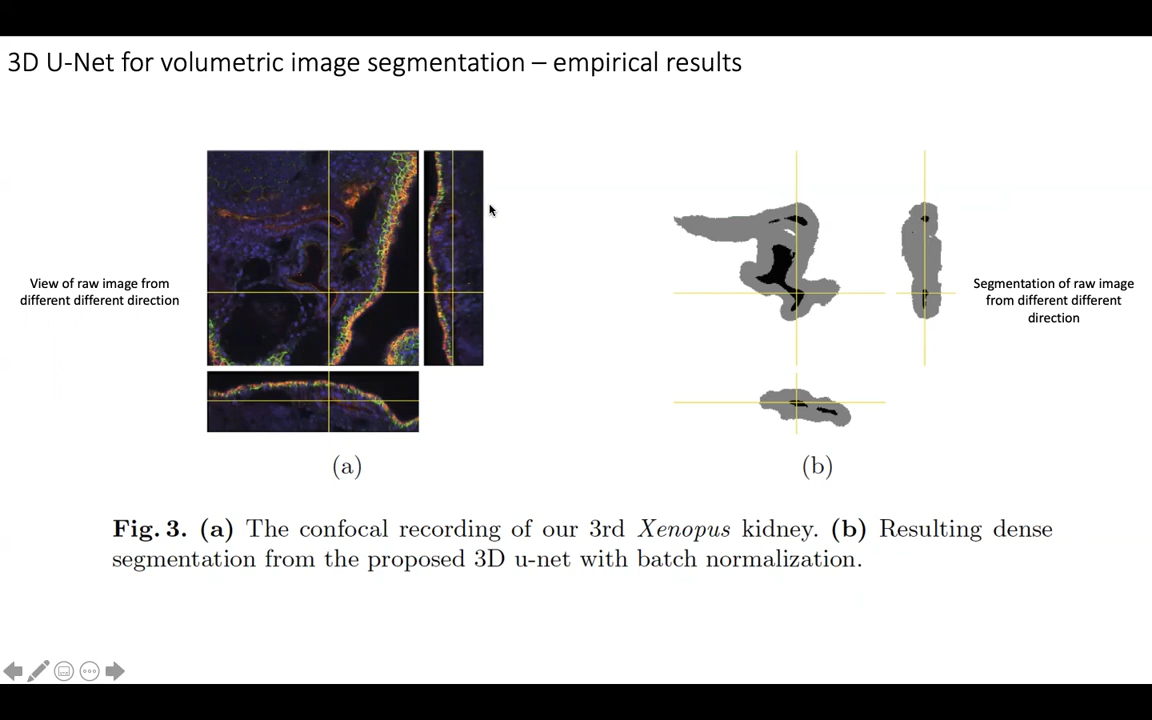 3D U-Net for volumetric image segmentation – empirical results
View of raw image from
different different direction
Segmentation of raw image
from different different
direction
(a)
(b)
Fig. 3. (a) The confocal recording of our 3rd Xenopus kidney. (b) Resulting dense
segmentation from the proposed 3D u-net with batch normalization.